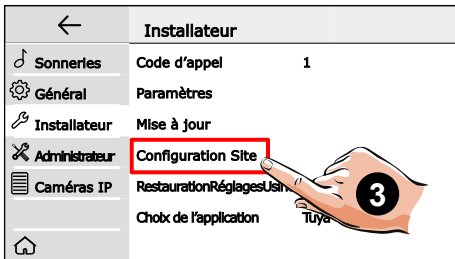 Installateur
Sonneries
Général
Installateur
Administrateur
Caméras IP
Code d'appel 1
Paramètres
Mise à jour
Configuration Site
Choix de l'application Tuya
3